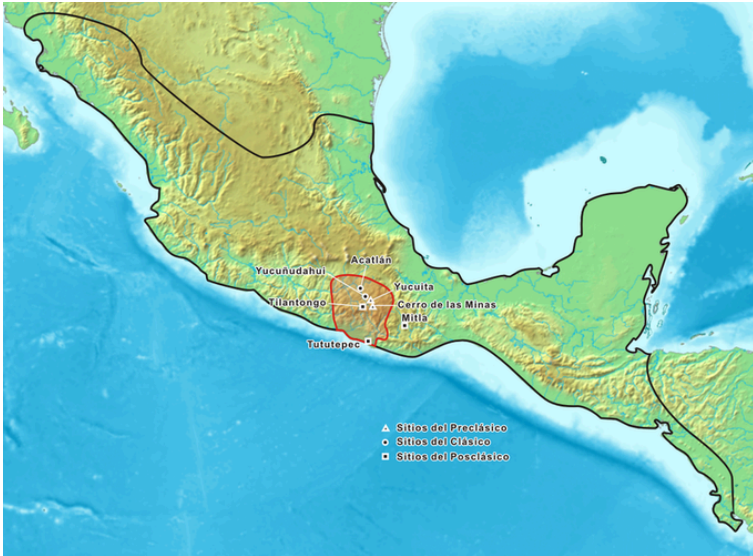 Acatlán
Yucuñudahui
Yucuita
Tilantongo
Cerro de las Minas
Mitla
Tututepec
Sitios del Preclásico
Sitios del Clásico
Sitios del Posclásico